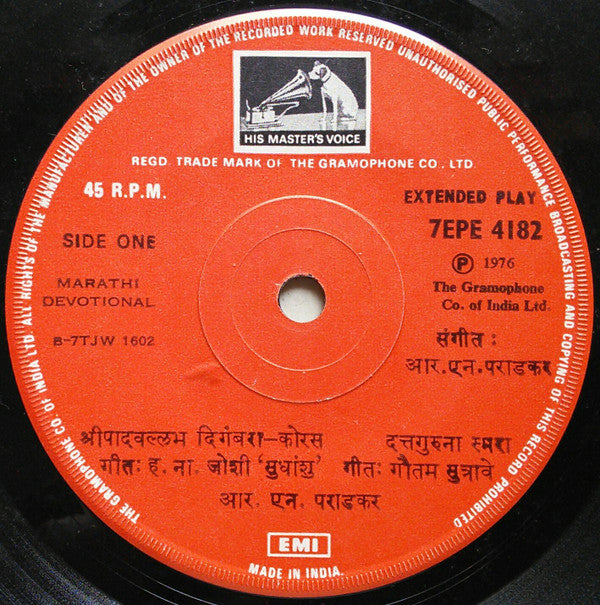 THE GRAMOPHONE CO. OF INDIA LTD. ALL RIGHTS OF THE MANUFACTURER AND OF THE OWNER OF THE RECORDED WORK RESERVED UNAUTHORISED PUBLIC PERFORMANCE BROADCASTING AND COPYING OF THIS RECORD PROHIBITED
HIS MASTER'S VOICE
REGD. TRADE MARK OF THE GRAMOPHONE CO., LTD.
45 R.P.M.
EXTENDED PLAY
7EPE 4182
SIDE ONE
Ⓟ 1976
MARATHI
DEVOTIONAL
The Gramophone
Co. of India Ltd.
B-7TJW 1602
संगीत :
आर.एन.पराडकर
श्रीपादवल्लभ दिगंबरा-कोरस
दत्तगुरुना स्मरा
गीतः ह. ना. जोशी 'सुधांशु'
गीतः गौतम सुत्रावे
आर. एन. पराडकर
EMI
MADE IN INDIA.